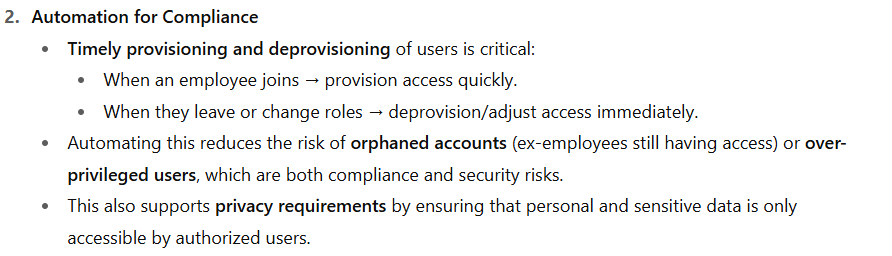 2. Automation for Compliance
• Timely provisioning and deprovisioning of users is critical:
• When an employee joins → provision access quickly.
• When they leave or change roles → deprovision/adjust access immediately.
• Automating this reduces the risk of orphaned accounts (ex-employees still having access) or over-
privileged users, which are both compliance and security risks.
• This also supports privacy requirements by ensuring that personal and sensitive data is only
accessible by authorized users.